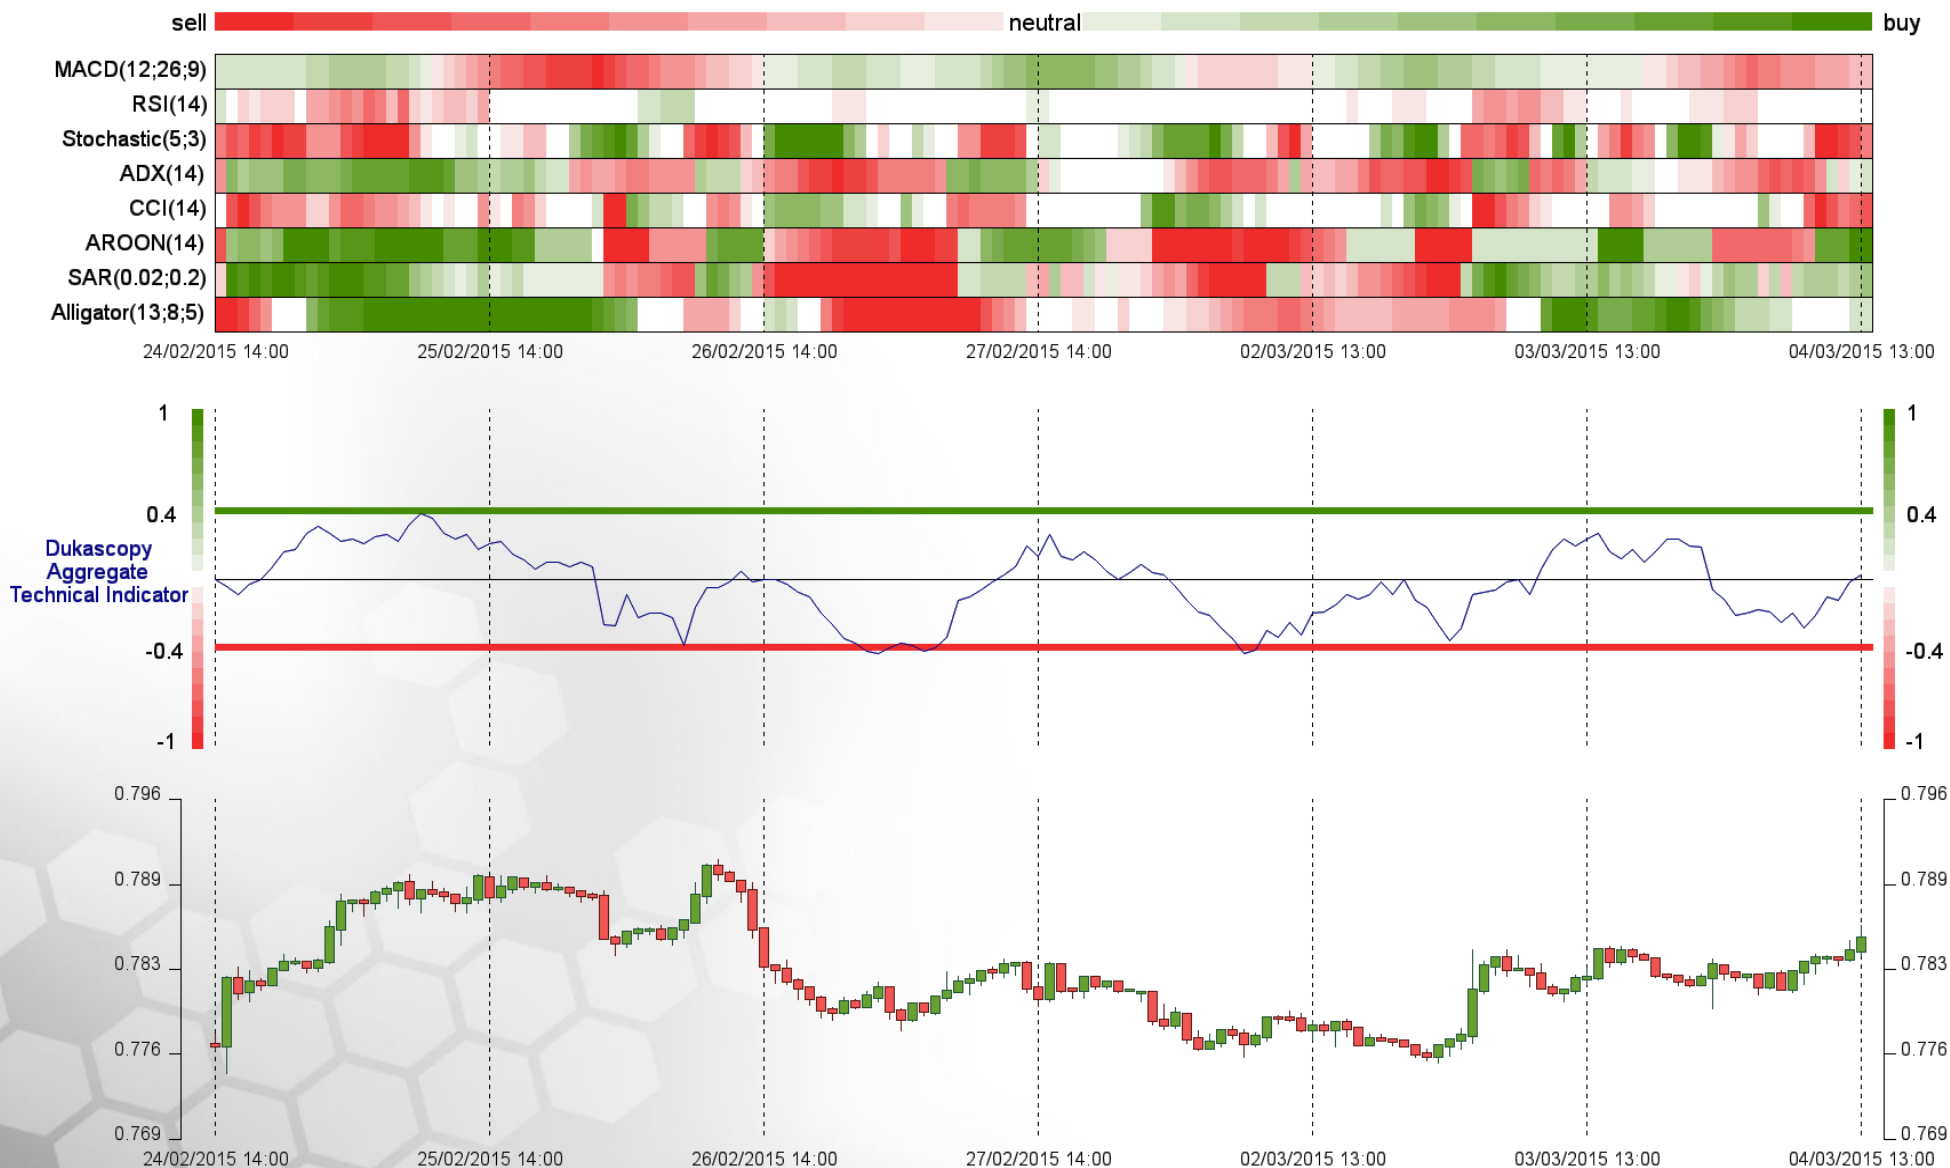 sell neutral buy
MACD(12;26;9)
RSI(14)
Stochastic(5;3)
ADX(14)
CCI(14)
AROON(14)
SAR(0.02;0.2)
Alligator(13;8;5)
24/02/2015 14:00 25/02/2015 14:00 26/02/2015 14:00 27/02/2015 14:00 02/03/2015 13:00 03/03/2015 13:00 04/03/2015 13:00
1 1
0.4 0.4
Dukascopy
Aggregate
Technical Indicator
-0.4 -0.4
-1 -1
0.796 0.796
0.789 0.789
0.783 0.783
0.776 0.776
0.769 0.769
24/02/2015 14:00 25/02/2015 14:00 26/02/2015 14:00 27/02/2015 14:00 02/03/2015 13:00 03/03/2015 13:00 04/03/2015 13:00